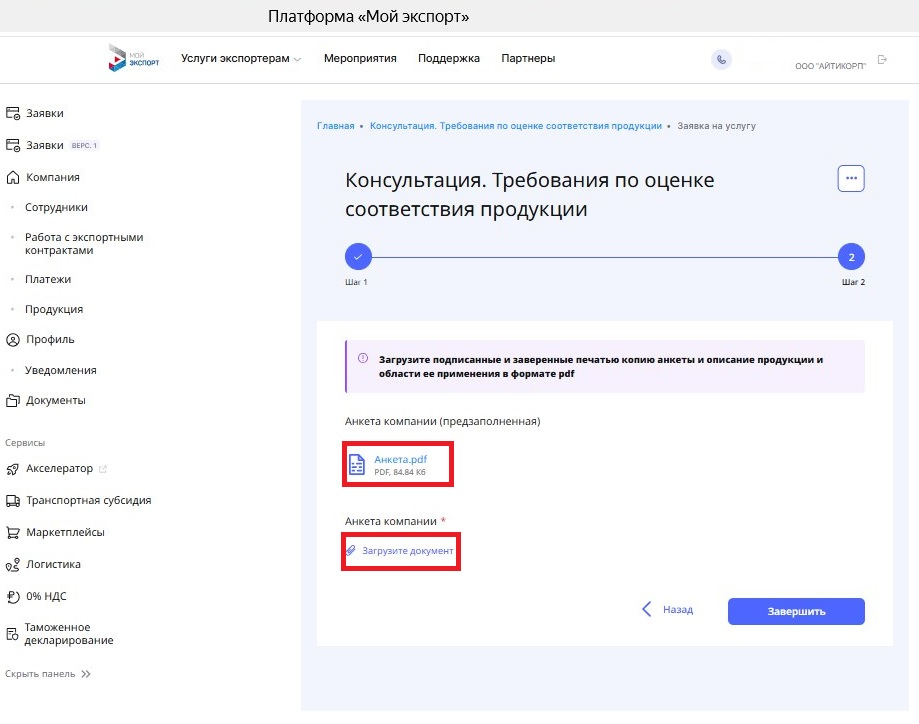 Платформа «Мой экспорт»
МОЙ
ЭКСПОРТ
Услуги экспортерам
Мероприятия
Поддержка
Партнеры
ООО "АЙТИКОРП"
Заявки
Заявки ВЕРС. 1
Компания
Сотрудники
Работа с экспортными
контрактами
Платежи
Продукция
Профиль
Уведомления
Документы
Сервисы
Акселератор
Транспортная субсидия
Маркетплейсы
Логистика
0% НДС
Таможенное
декларирование
Скрыть панель
Главная • Консультация. Требования по оценке соответствия продукции • Заявка на услугу
Консультация. Требования по оценке
соответствия продукции
2
Шаг 1
Шаг 2
Загрузите подписанные и заверенные печатью копию анкеты и описание продукции и
области ее применения в формате pdf
Анкета компании (предзаполненная)
Анкета.pdf
PDF, 84.84 Кб
Анкета компании *
Загрузите документ
Назад
Завершить